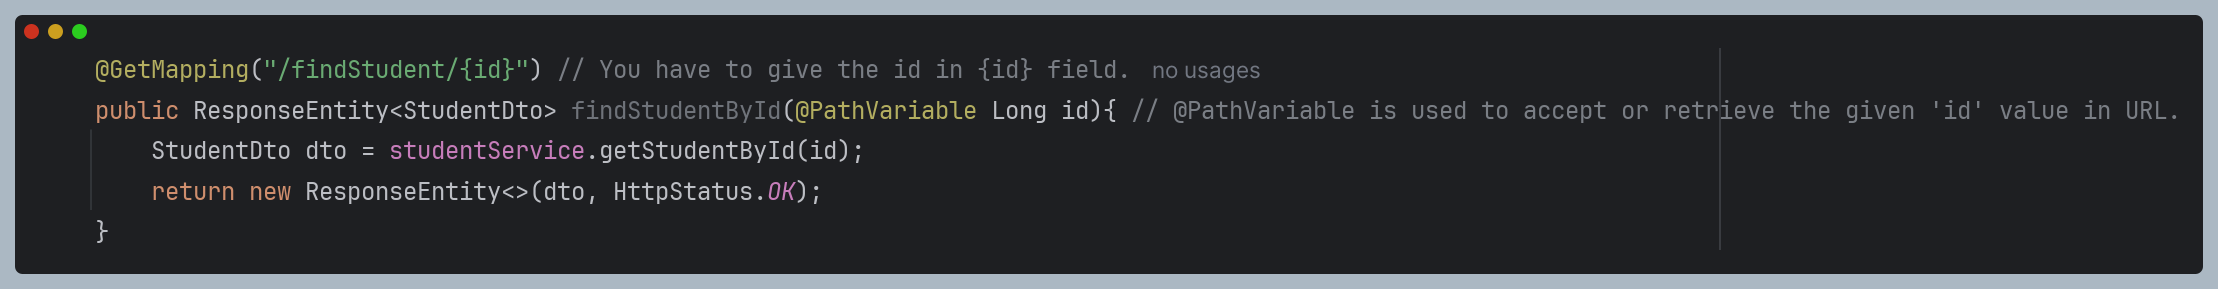 @GetMapping("/findStudent/{id}") // You have to give the id in {id} field. no usages
public ResponseEntity<StudentDto> findStudentById(@PathVariable Long id){ // @PathVariable is used to accept or retrieve the given 'id' value in URL.
StudentDto dto = studentService.getStudentById(id);
return new ResponseEntity<>(dto, HttpStatus.OK);
}